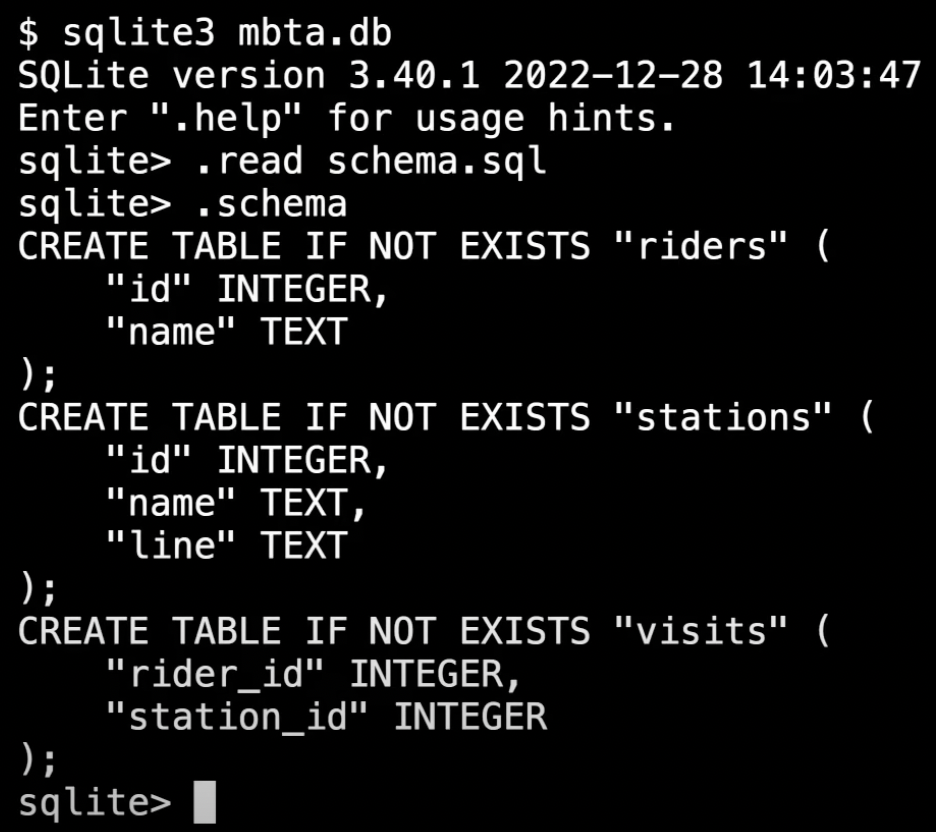 $ sqlite3 mbta.db
SQLite version 3.40.1 2022-12-28 14:03:47
Enter ".help" for usage hints.
sqlite> .read schema.sql
sqlite> .schema
CREATE TABLE IF NOT EXISTS "riders" (
    "id" INTEGER,
    "name" TEXT
);
CREATE TABLE IF NOT EXISTS "stations" (
    "id" INTEGER,
    "name" TEXT,
    "line" TEXT
);
CREATE TABLE IF NOT EXISTS "visits" (
    "rider_id" INTEGER,
    "station_id" INTEGER
);
sqlite>